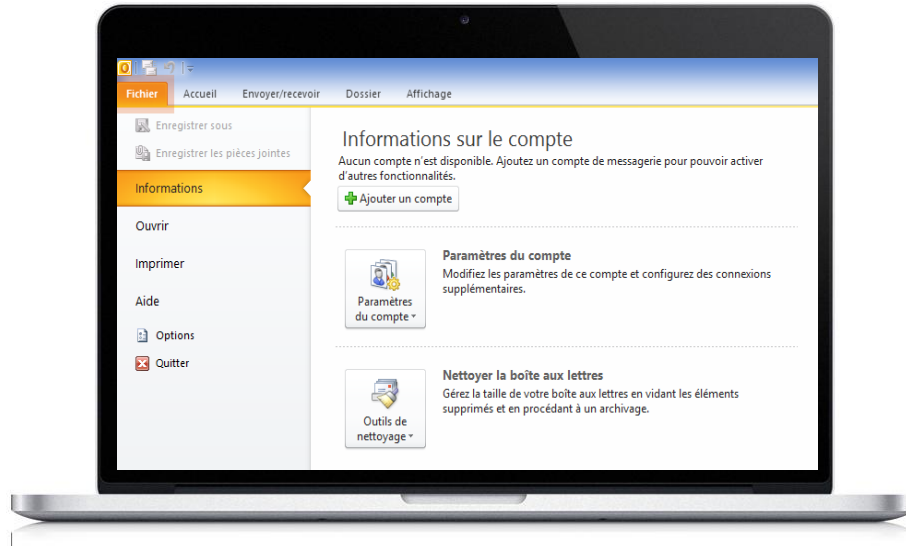 Fichier Accueil Envoyer/recevoir Dossier Affichage
Enregistrer sous
Enregistrer les pièces jointes
Informations
Ouvrir
Imprimer
Aide
Options
Quitter
Informations sur le compte
Aucun compte n'est disponible. Ajoutez un compte de messagerie pour pouvoir activer
d'autres fonctionnalités.
Ajouter un compte
Paramètres
du compte
Paramètres du compte
Modifiez les paramètres de ce compte et configurez des connexions
supplémentaires.
Outils de
nettoyage
Nettoyer la boîte aux lettres
Gérez la taille de votre boîte aux lettres en vidant les éléments
supprimés et en procédant à un archivage.